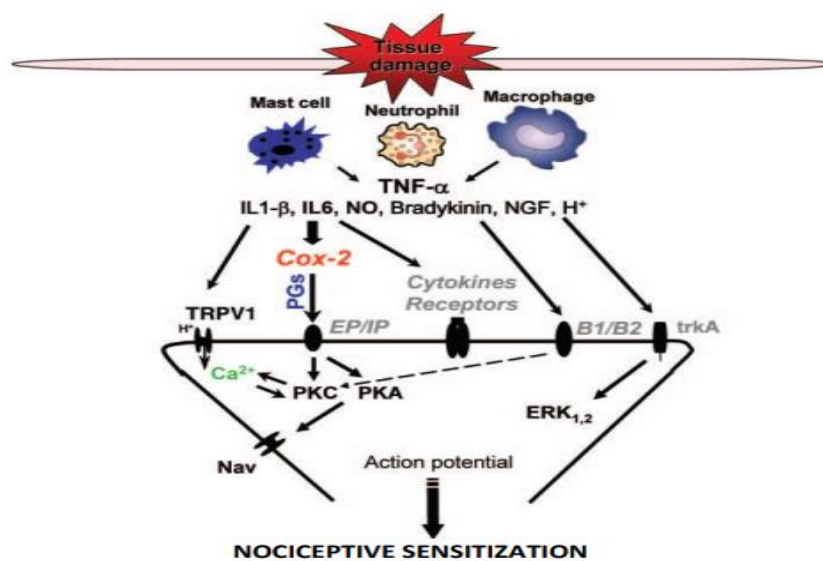 Tissue
damage
Mast cell
Neutrophil
Macrophage
TNF-α
IL1-β, IL6, NO, Bradykinin, NGF, H⁺
Cox-2
PGs
Cytokines
Receptors
TRPV1
H⁺
EP/IP
B1/B2
trkA
Ca²⁺
PKC
PKA
ERK₁,₂
Nav
Action potential
NOCICEPTIVE SENSITIZATION